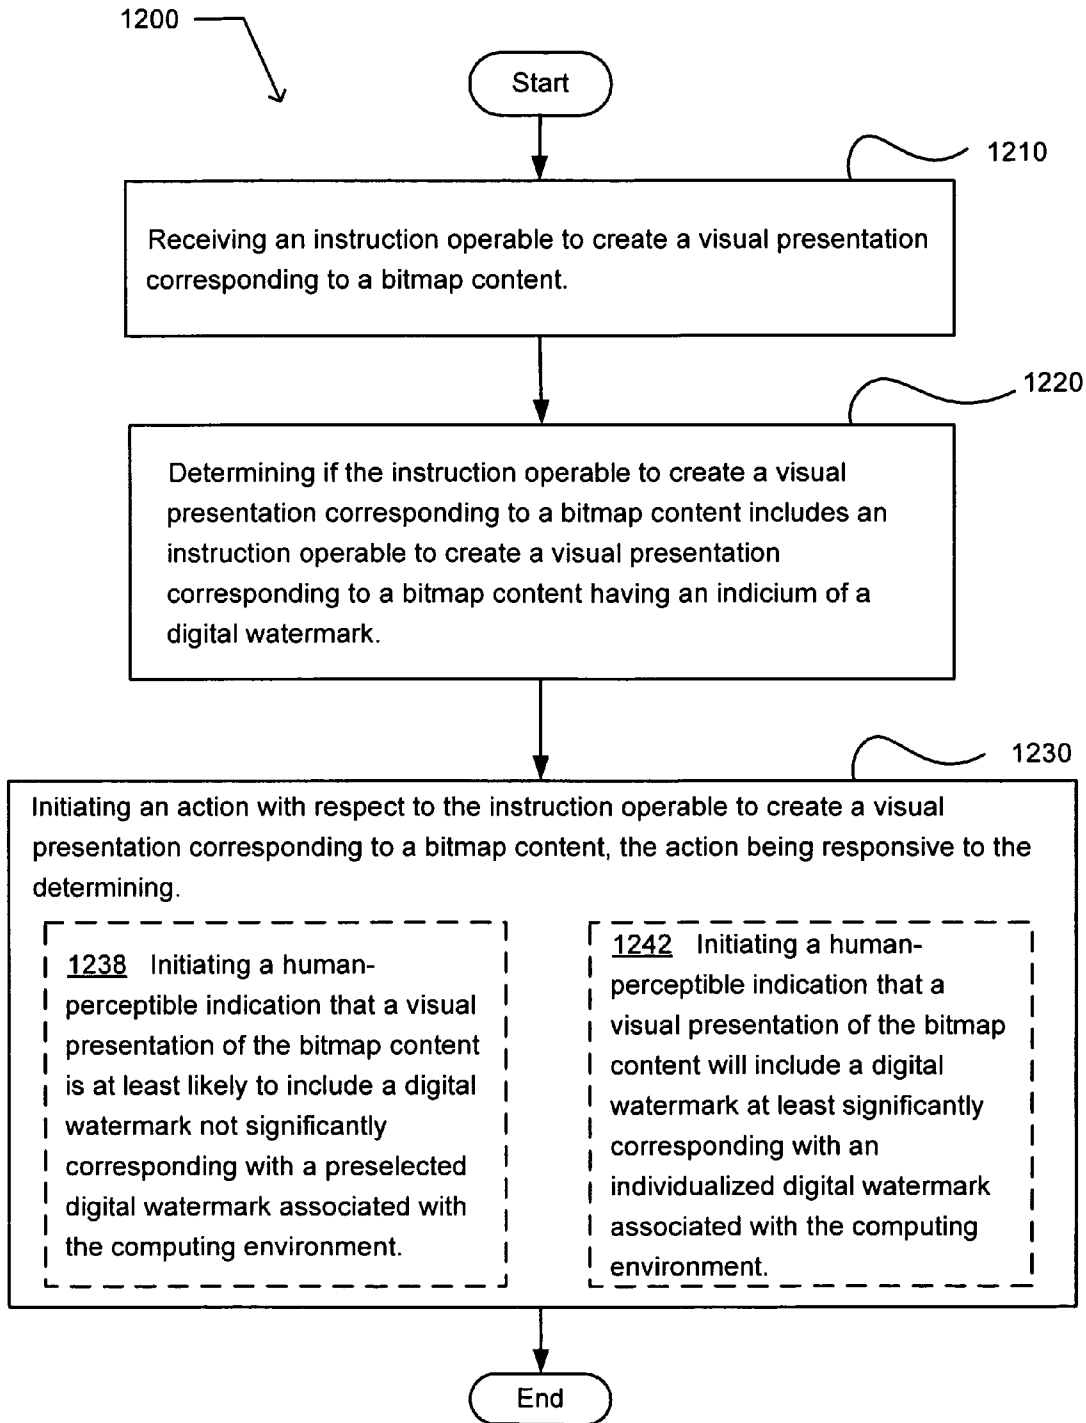 1200
Start
1210
Receiving an instruction operable to create a visual presentation
corresponding to a bitmap content.
1220
Determining if the instruction operable to create a visual
presentation corresponding to a bitmap content includes an
instruction operable to create a visual presentation
corresponding to a bitmap content having an indicium of a
digital watermark.
1230
Initiating an action with respect to the instruction operable to create a visual
presentation corresponding to a bitmap content, the action being responsive to the
determining.
1238 Initiating a human-
perceptible indication that a visual
presentation of the bitmap content
is at least likely to include a digital
watermark not significantly
corresponding with a preselected
digital watermark associated with
the computing environment.
1242 Initiating a human-
perceptible indication that a
visual presentation of the bitmap
content will include a digital
watermark at least significantly
corresponding with an
individualized digital watermark
associated with the computing
environment.
End